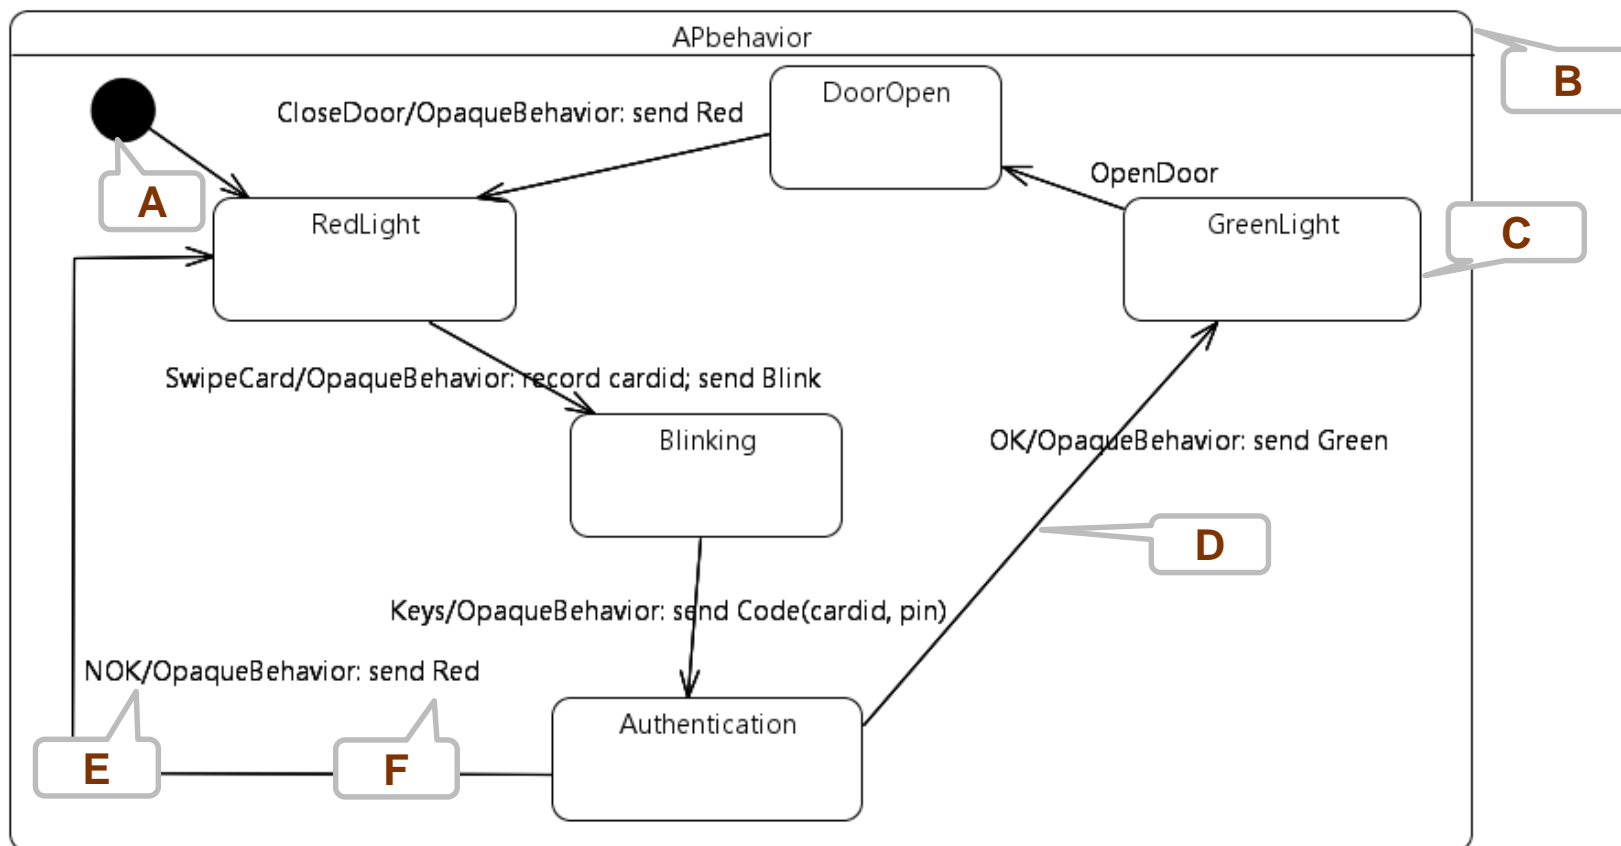 APbehavior
B
DoorOpen
CloseDoor/OpaqueBehavior: send Red
OpenDoor
A
RedLight
GreenLight
C
SwipeCard/OpaqueBehavior: record cardid; send Blink
Blinking
OK/OpaqueBehavior: send Green
D
Keys/OpaqueBehavior: send Code(cardid, pin)
NOK/OpaqueBehavior: send Red
Authentication
E
F